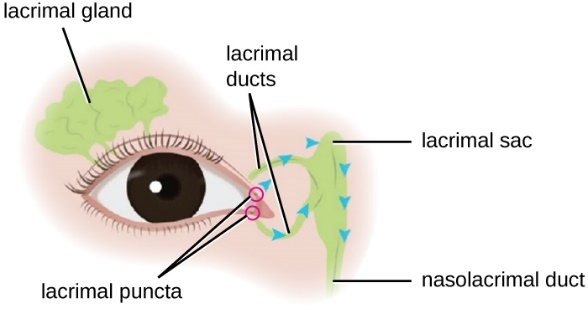 lacrimal gland
lacrimal
ducts
lacrimal sac
lacrimal puncta
nasolacrimal duct